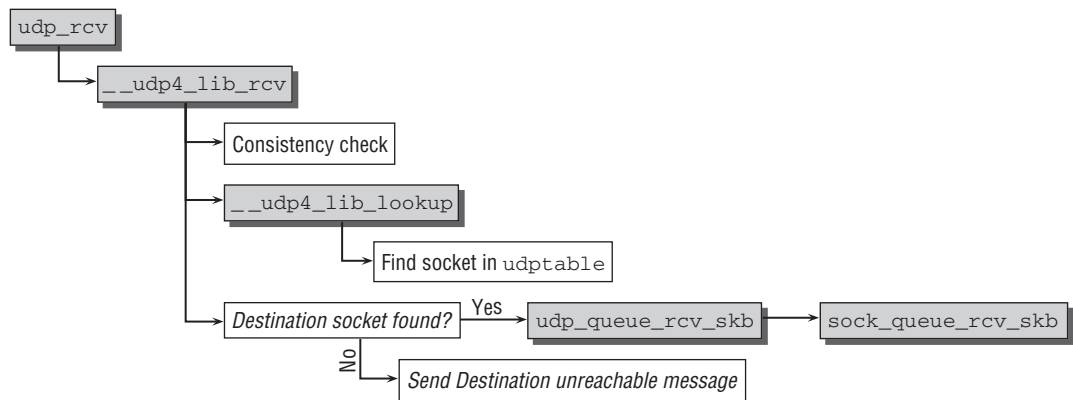 udp_rcv
__udp4_lib_rcv
Consistency check
__udp4_lib_lookup
Find socket in udptable
Destination socket found?
Yes
udp_queue_rcv_skb
sock_queue_rcv_skb
No
Send Destination unreachable message